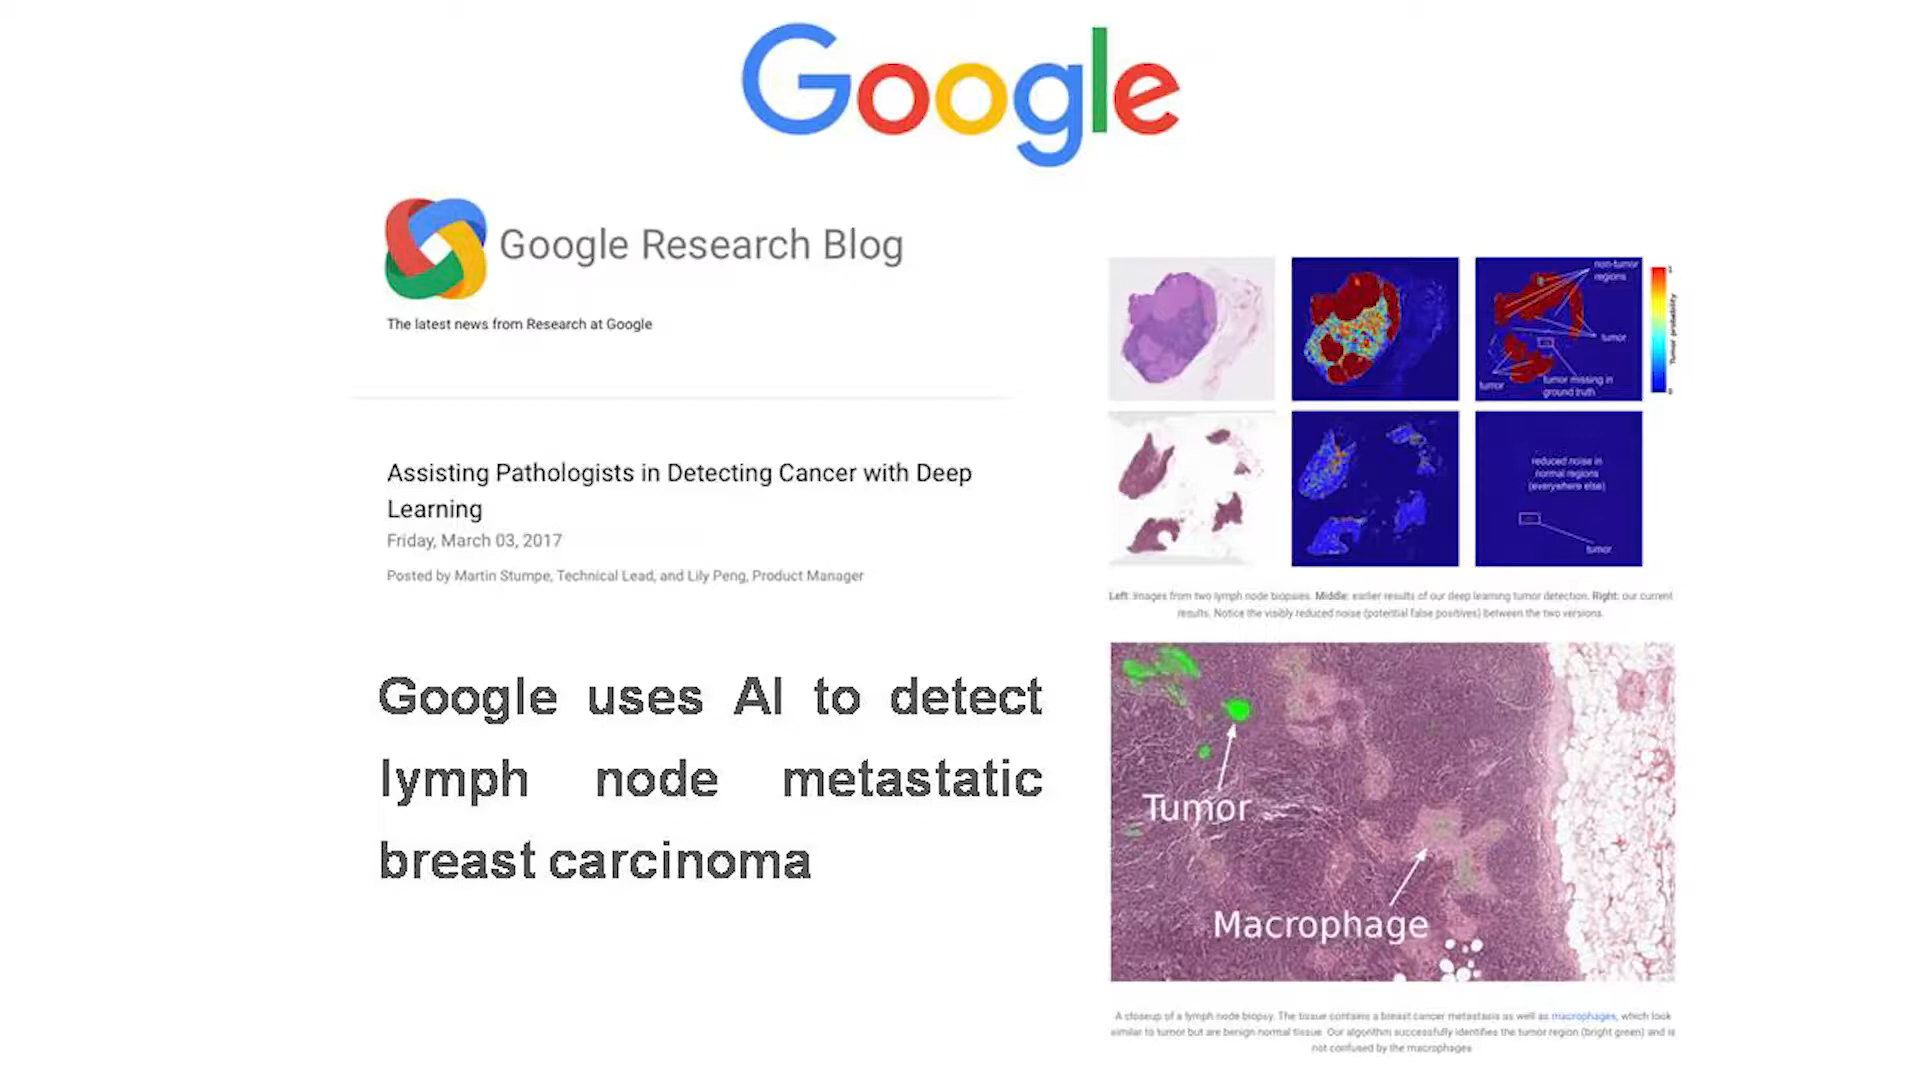 Google
Google Research Blog
The latest news from Research at Google
Assisting Pathologists in Detecting Cancer with Deep
Learning
Friday, March 03, 2017
Posted by Martin Stumpe, Technical Lead, and Lily Peng, Product Manager
Google uses AI to detect
lymph node metastatic
breast carcinoma
non-tumor
regions
tumor
tumor
tumor missing in
ground truth
Tumor probability
0
reduced noise in
normal regions
(everywhere else)
tumor
Left: Images from two lymph node biopsies. Middle: earlier results of our deep learning tumor detection. Right: our current
results. Notice the visibly reduced noise (potential false positives) between the two versions.
Tumor
Macrophage
A closeup of a lymph node biopsy. The tissue contains a breast cancer metastasis as well as macrophages, which look
similar to tumor but are benign normal tissue. Our algorithm successfully identifies the tumor region (bright green) and is
not confused by the macrophages